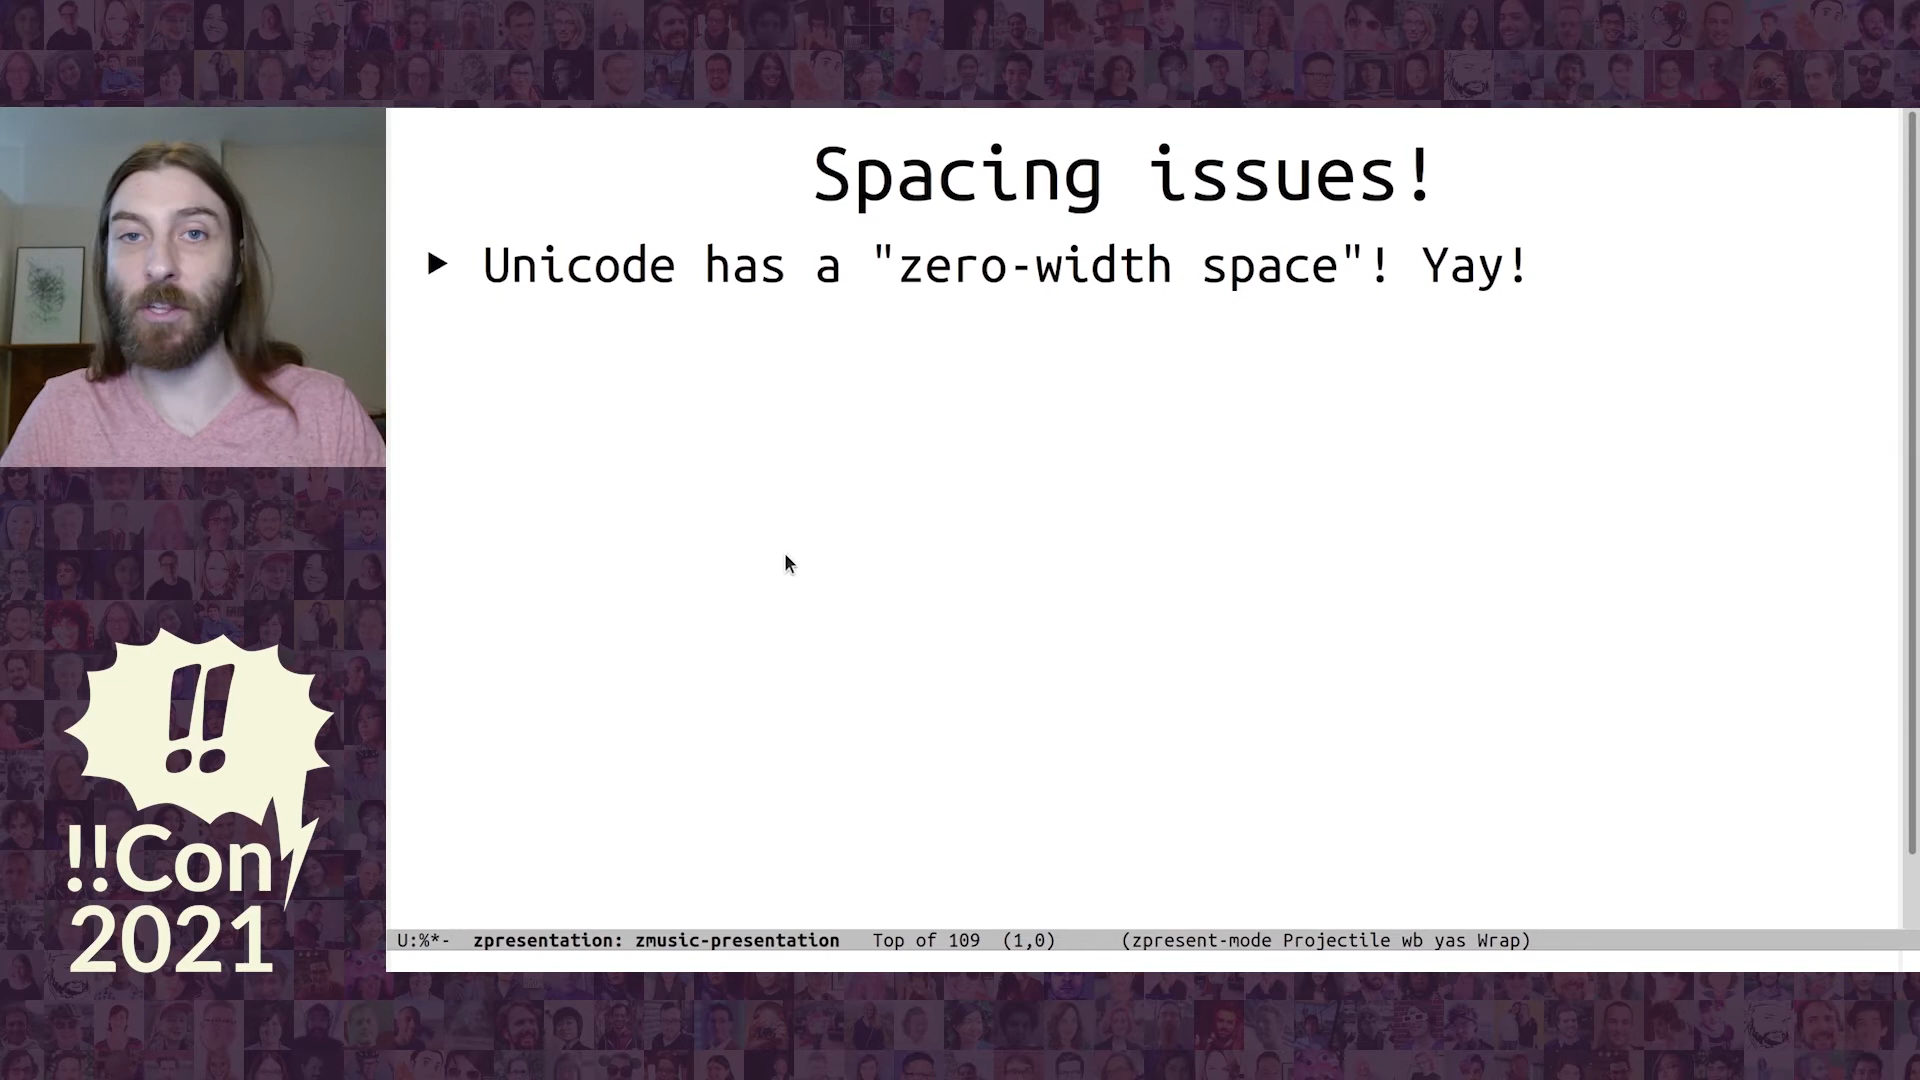 Spacing issues!
▶ Unicode has a "zero-width space"! Yay!
!!
!!Con
2021
U:%*-  zpresentation: zmusic-presentation   Top of 109  (1,0)      (zpresent-mode Projectile wb yas Wrap)